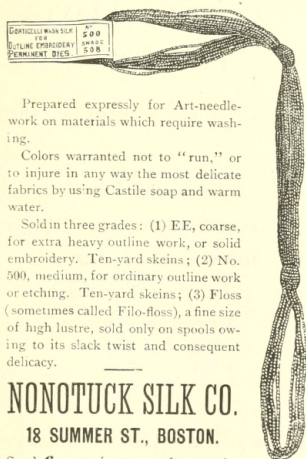 CORTICELLI WASH SILK
FOR
OUTLINE EMBROIDERY
PERMANENT DYES.
Nº
500
SHADE
508
Prepared expressly for Art-needle-
work on materials which require wash-
ing.
Colors warranted not to "run," or
to injure in any way the most delicate
fabrics by using Castile soap and warm
water.
Sold in three grades: (1) EE, coarse,
for extra heavy outline work, or solid
embroidery. Ten-yard skeins; (2) No.
500, medium, for ordinary outline work
or etching. Ten-yard skeins; (3) Floss
(sometimes called Filo-floss), a fine size
of high lustre, sold only on spools ow-
ing to its slack twist and consequent
delicacy.
NONOTUCK SILK CO.
18 SUMMER ST., BOSTON.